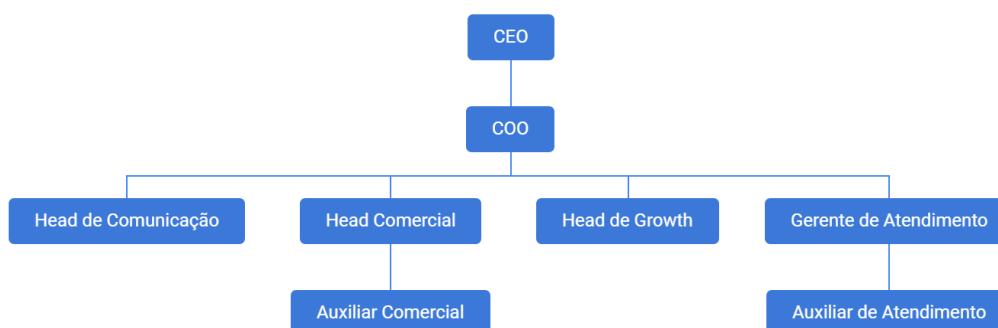 CEO
COO
Head de Comunicação
Head Comercial
Head de Growth
Gerente de Atendimento
Auxiliar Comercial
Auxiliar de Atendimento